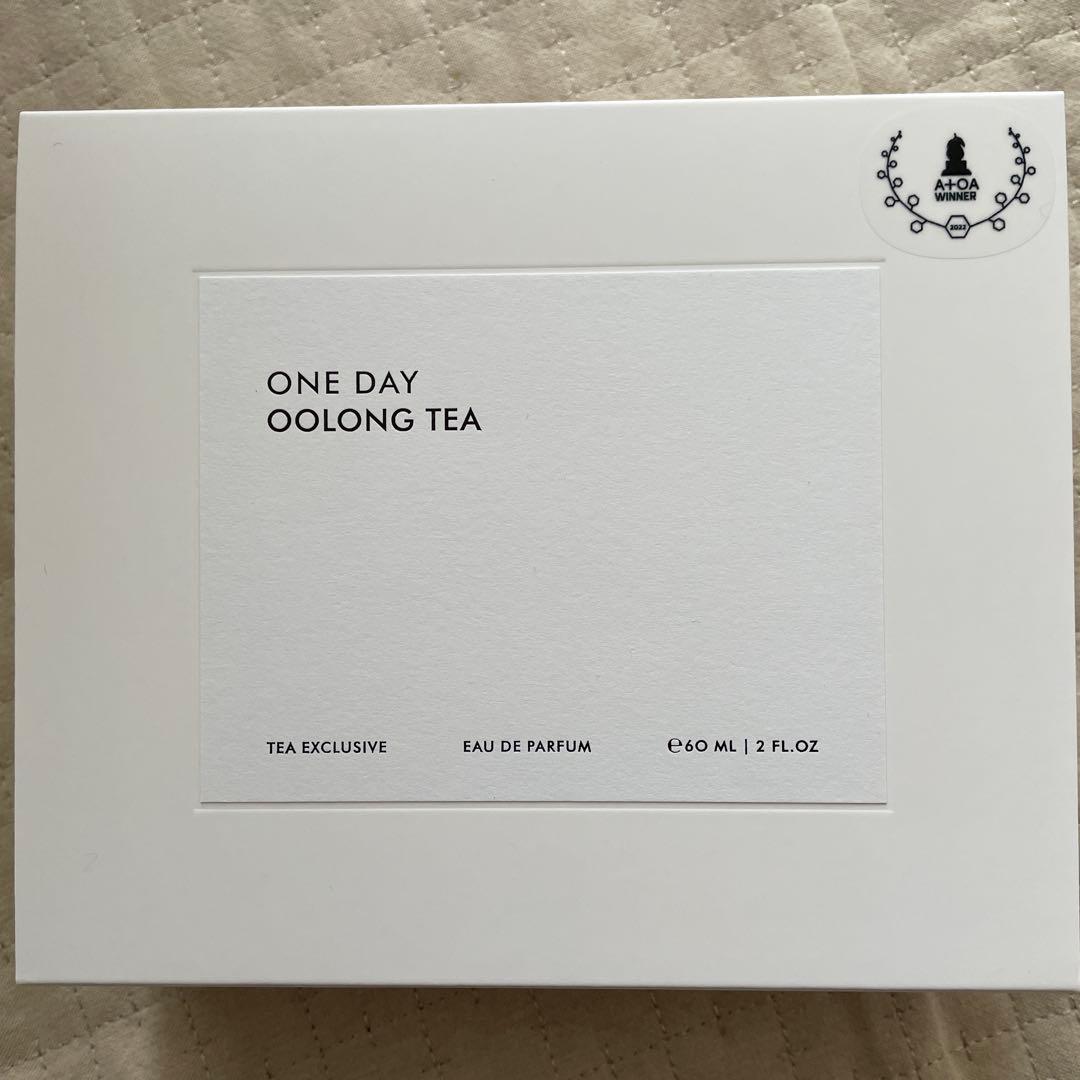 A+OA
WINNER
2022
ONE DAY
OOLONG TEA
TEA EXCLUSIVE
EAU DE PARFUM
℮60 ML | 2 FL.OZ